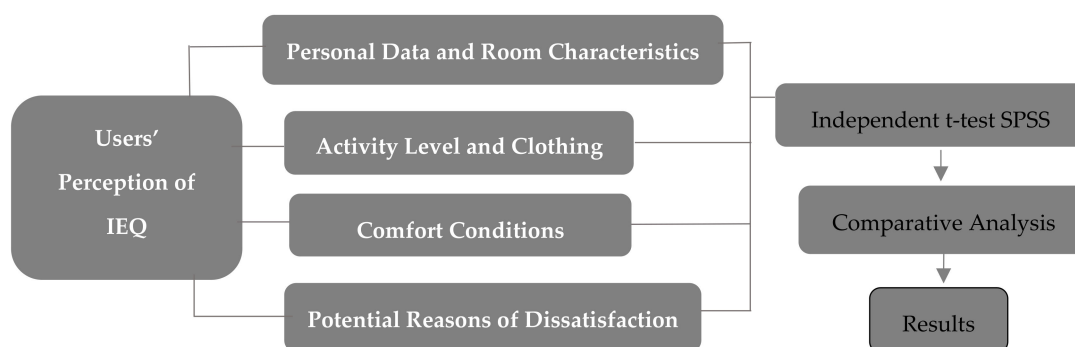 Users’
Perception of
IEQ
Personal Data and Room Characteristics
Activity Level and Clothing
Comfort Conditions
Potential Reasons of Dissatisfaction
Independent t-test SPSS
Comparative Analysis
Results